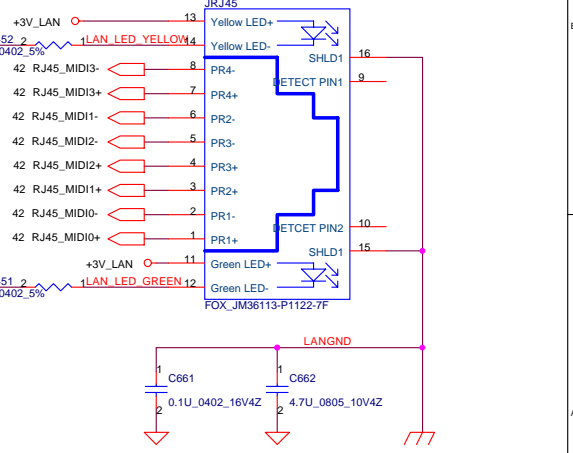 JRJ45
+3V_LAN 13 Yellow LED+
52 2 1 LAN_LED_YELLOW 14 Yellow LED-
0402_5%
SHLD1 16
42 RJ45_MIDI3- 8 PR4-
DETECT PIN1 9
42 RJ45_MIDI3+ 7 PR4+
42 RJ45_MIDI1- 6 PR2-
42 RJ45_MIDI2- 5 PR3-
42 RJ45_MIDI2+ 4 PR3+
42 RJ45_MIDI1+ 3 PR2+
42 RJ45_MIDI0- 2 PR1-
DETCET PIN2 10
42 RJ45_MIDI0+ 1 PR1+
SHLD1 15
+3V_LAN 11 Green LED+
51 2 1 LAN_LED_GREEN 12 Green LED-
0402_5%
FOX_JM36113-P1122-7F
LANGND
1 C661 1 C662
0.1U_0402_16V4Z 4.7U_0805_10V4Z
2 2